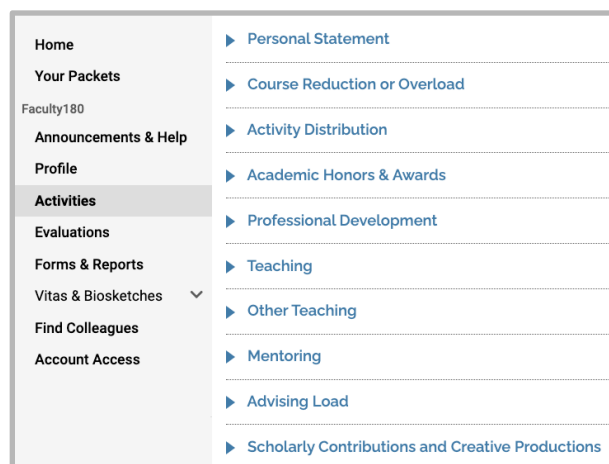 Home
Your Packets
Faculty180
Announcements & Help
Profile
Activities
Evaluations
Forms & Reports
Vitas & Biosketches
Find Colleagues
Account Access
Personal Statement
Course Reduction or Overload
Activity Distribution
Academic Honors & Awards
Professional Development
Teaching
Other Teaching
Mentoring
Advising Load
Scholarly Contributions and Creative Productions